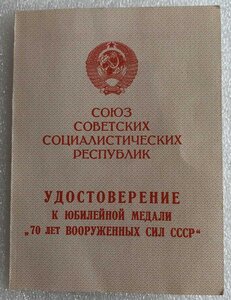 СОЮЗ
СОВЕТСКИХ
СОЦИАЛИСТИЧЕСКИХ
РЕСПУБЛИК
УДОСТОВЕРЕНИЕ
К ЮБИЛЕЙНОЙ МЕДАЛИ
„70 ЛЕТ ВООРУЖЕННЫХ СИЛ СССР“